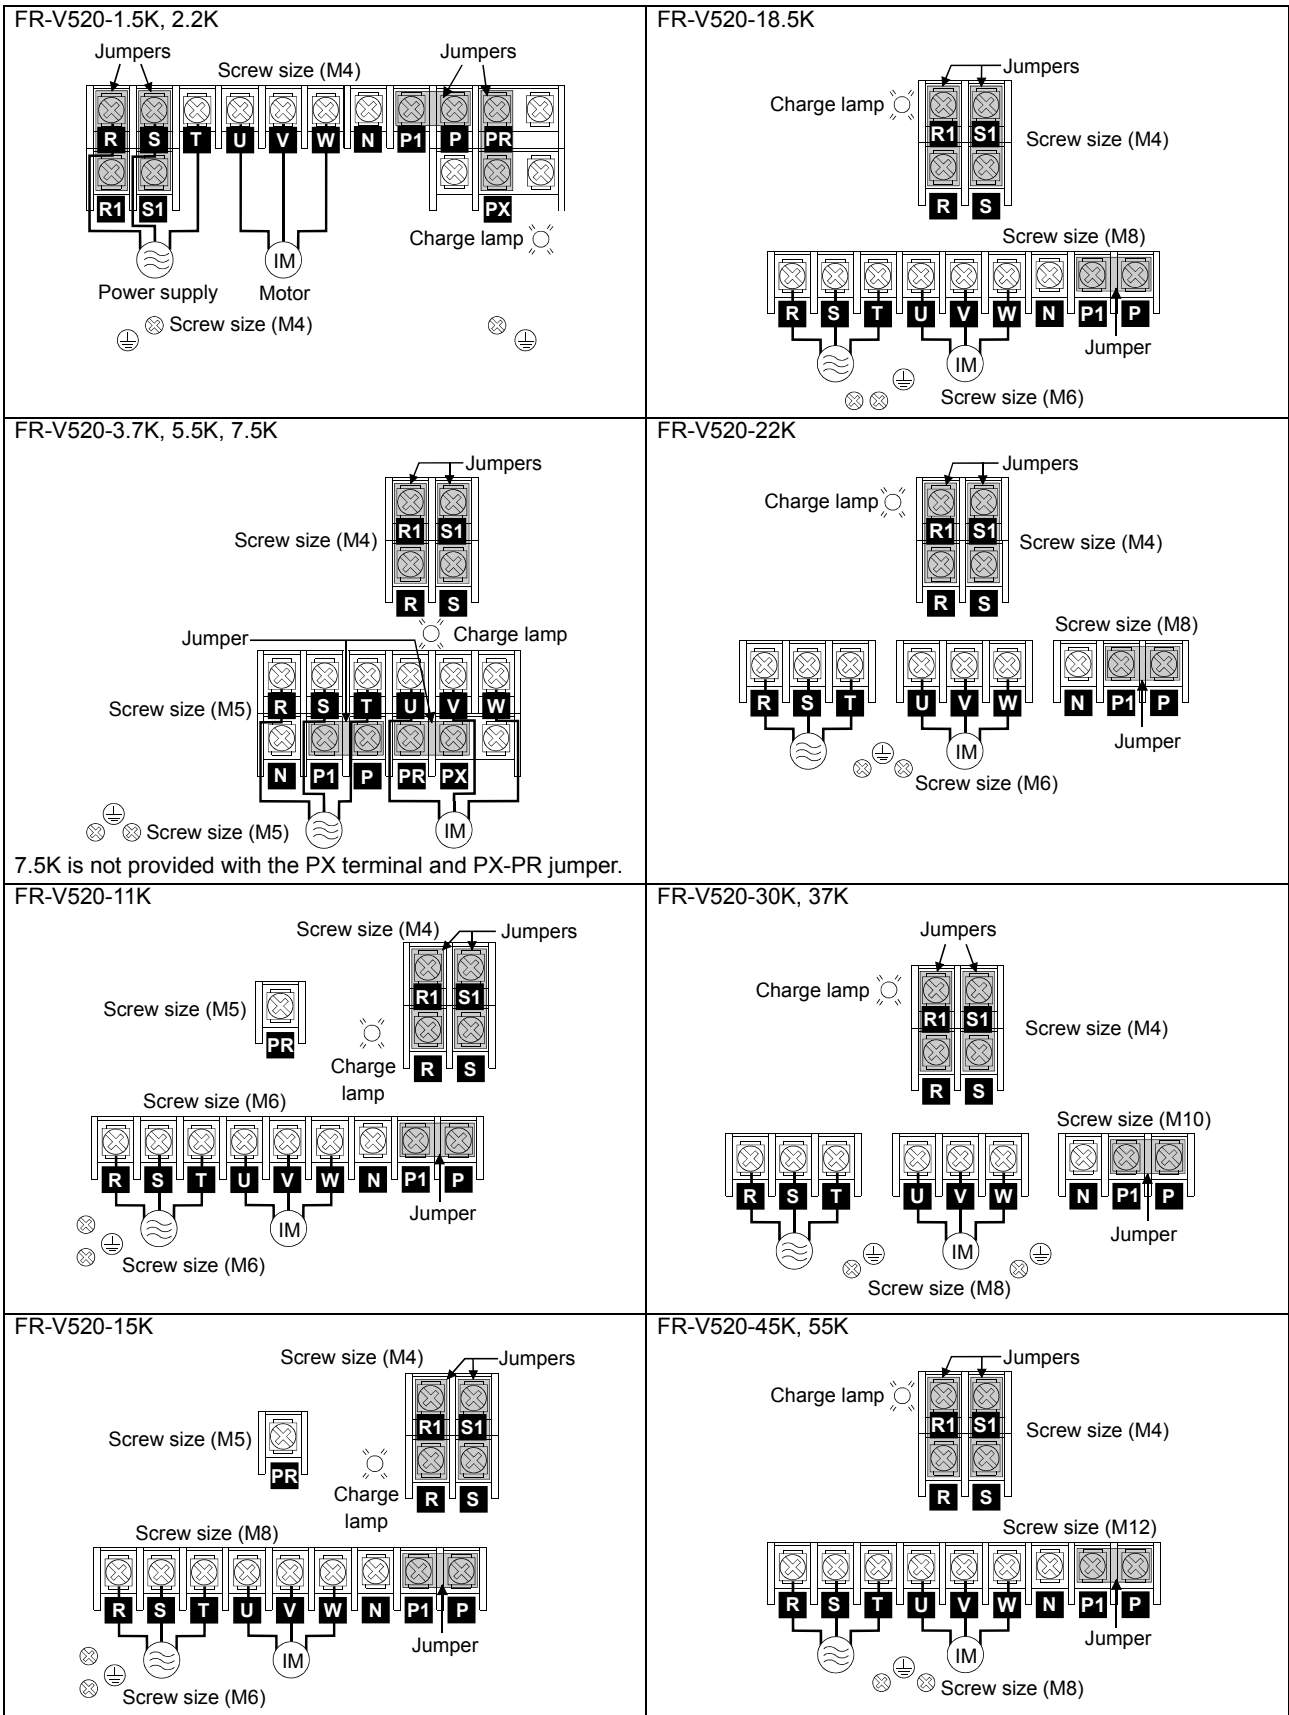 FR-V520-1.5K, 2.2K
Jumpers
Jumpers
Screw size (M4)
R S T U V W N P1 P PR
R1 S1
PX
Charge lamp
IM
Power supply
Motor
Screw size (M4)
FR-V520-3.7K, 5.5K, 7.5K
Jumpers
R1 S1
Screw size (M4)
R S
Jumper
Charge lamp
R S T U V W
Screw size (M5)
N P1 P PR PX
Screw size (M5)
IM
7.5K is not provided with the PX terminal and PX-PR jumper.
FR-V520-11K
Screw size (M4)
Jumpers
R1 S1
Screw size (M5)
PR
Charge
lamp
R S
Screw size (M6)
R S T U V W N P1 P
Jumper
IM
Screw size (M6)
FR-V520-15K
Screw size (M4)
Jumpers
R1 S1
Screw size (M5)
PR
Charge
lamp
R S
Screw size (M8)
R S T U V W N P1 P
Jumper
IM
Screw size (M6)
FR-V520-18.5K
Jumpers
Charge lamp
R1 S1
Screw size (M4)
R S
Screw size (M8)
R S T U V W N P1 P
Jumper
IM
Screw size (M6)
FR-V520-22K
Jumpers
Charge lamp
R1 S1
Screw size (M4)
R S
Screw size (M8)
R S T U V W N P1 P
Jumper
IM
Screw size (M6)
FR-V520-30K, 37K
Jumpers
Charge lamp
R1 S1
Screw size (M4)
R S
Screw size (M10)
R S T U V W N P1 P
Jumper
IM
Screw size (M8)
FR-V520-45K, 55K
Jumpers
Charge lamp
R1 S1
Screw size (M4)
R S
Screw size (M12)
R S T U V W N P1 P
Jumper
IM
Screw size (M8)